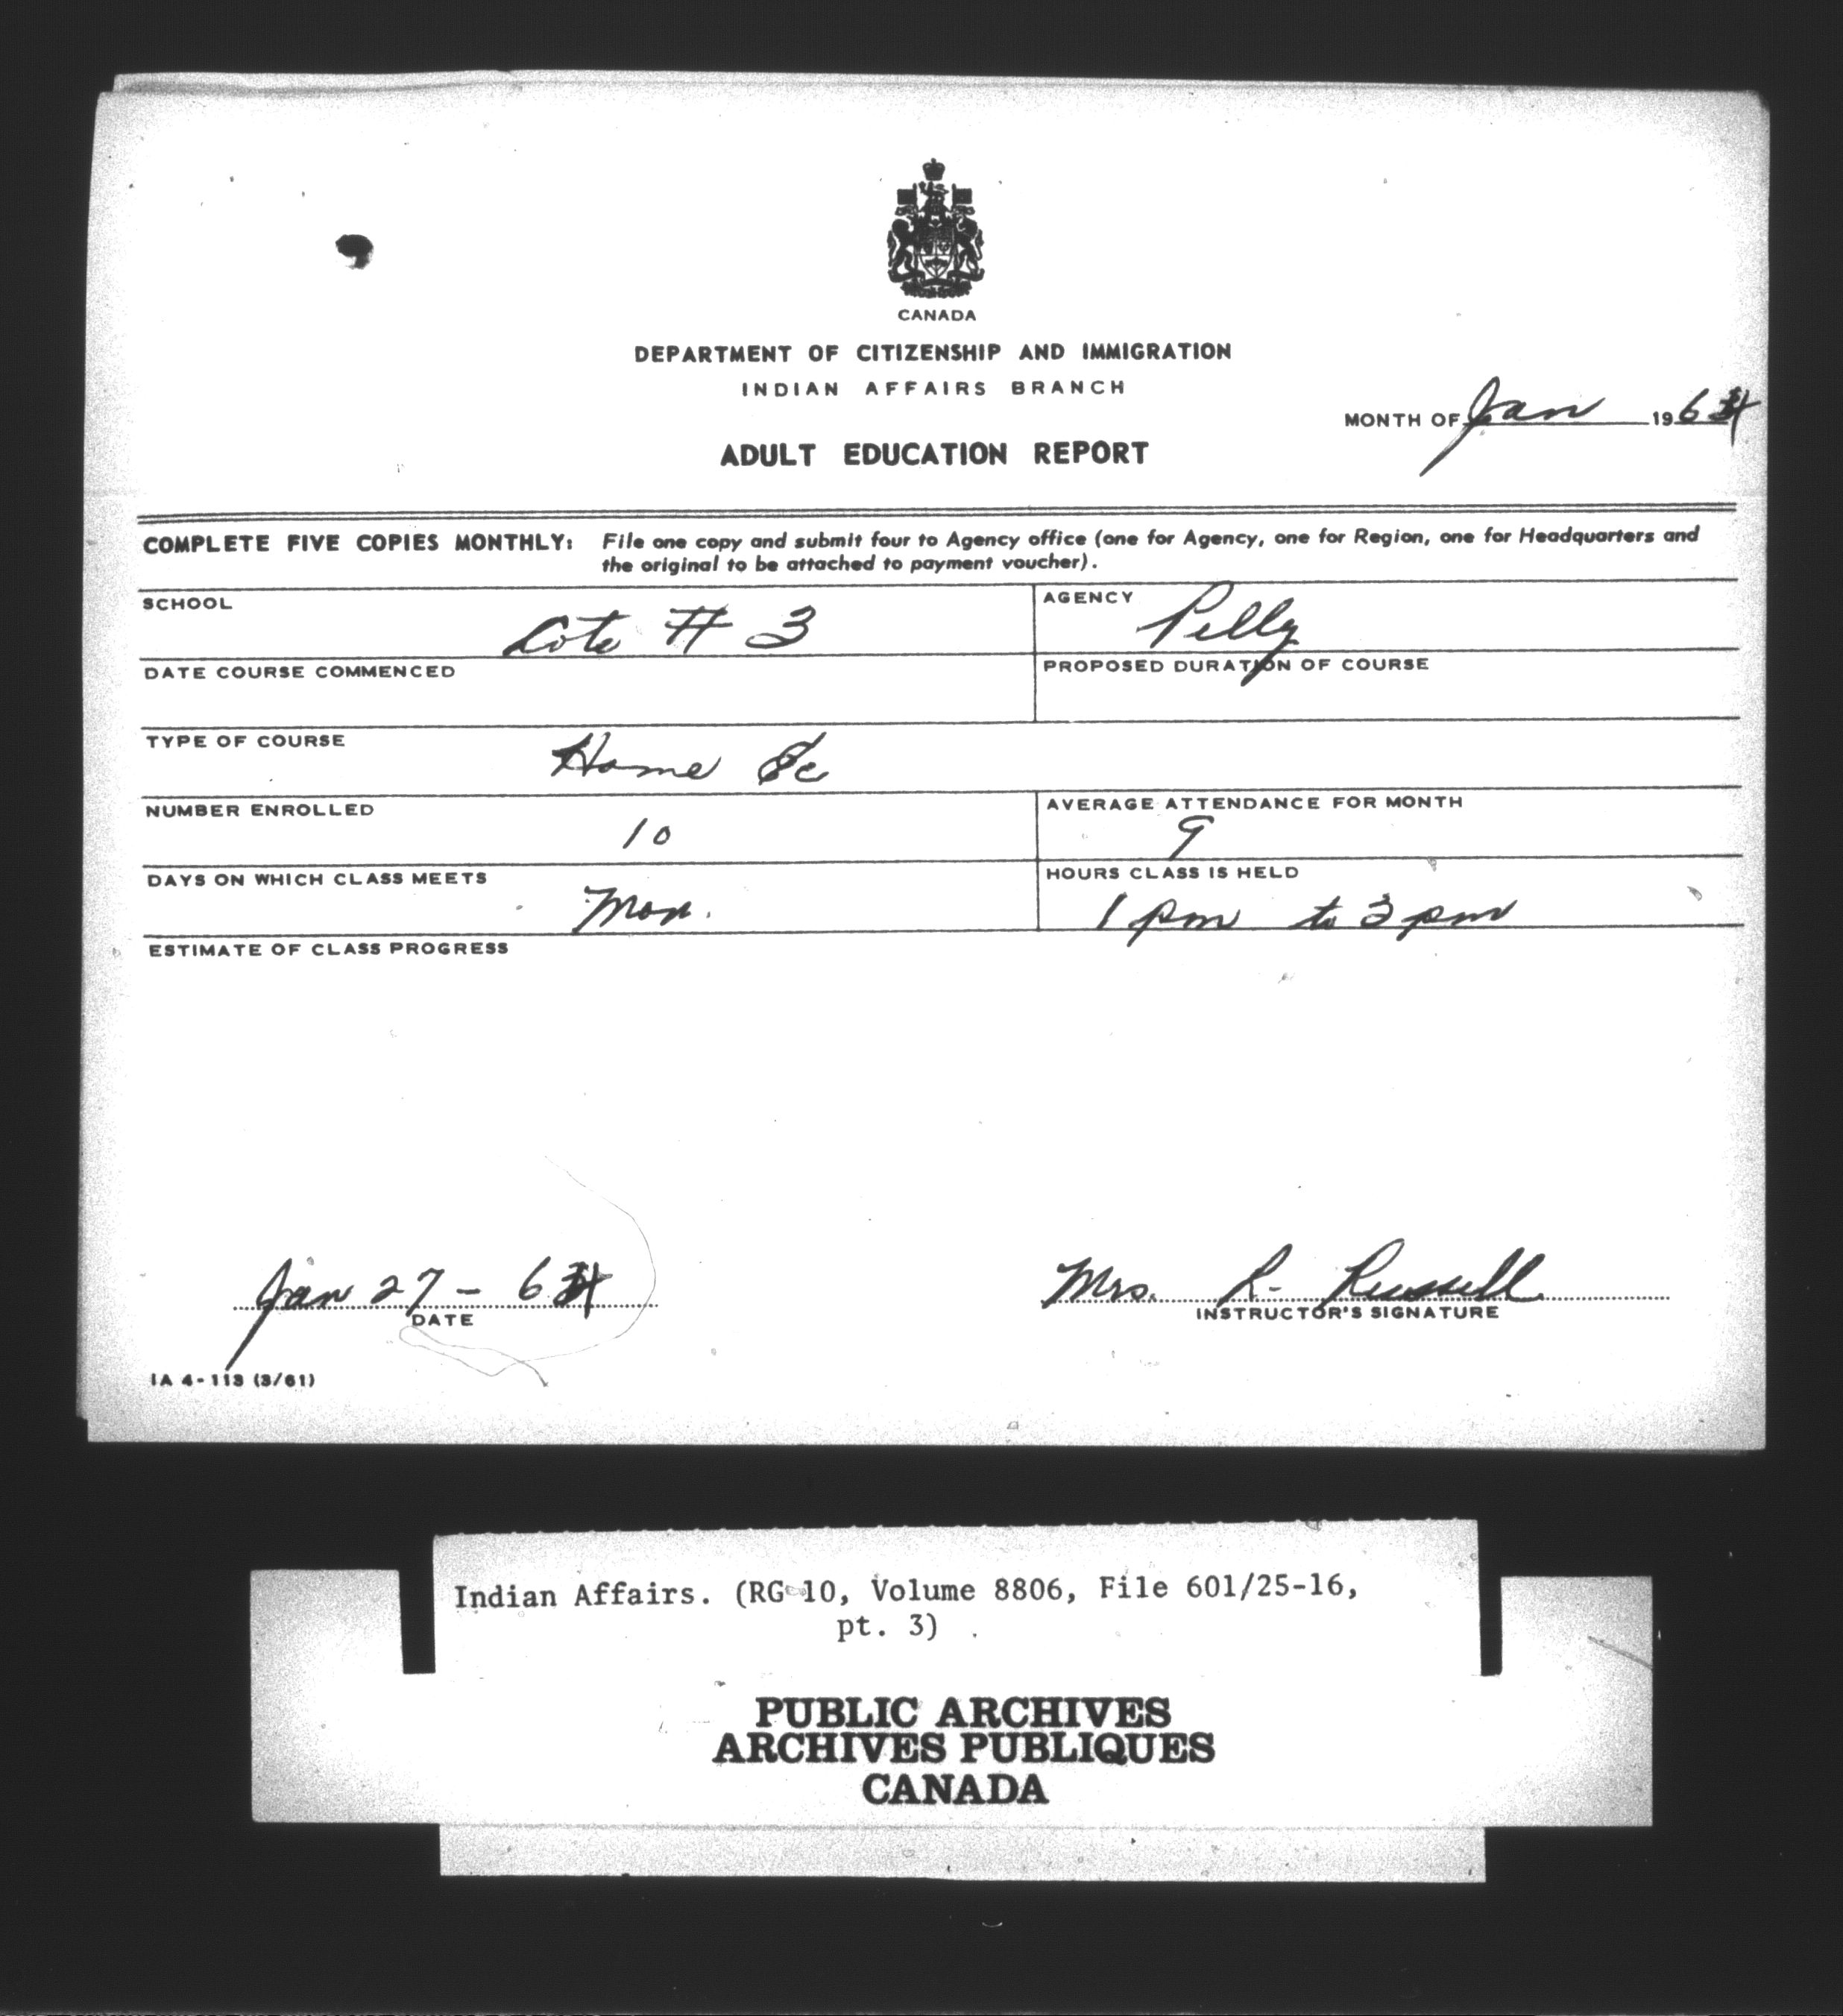 CANADA
DEPARTMENT OF CITIZENSHIP AND IMMIGRATION
INDIAN AFFAIRS BRANCH
MONTH OF Jan 1964
ADULT EDUCATION REPORT
COMPLETE FIVE COPIES MONTHLY: File one copy and submit four to Agency office (one for Agency, one for Region, one for Headquarters and
the original to be attached to payment voucher).
SCHOOL Cote # 3 AGENCY Pelly
DATE COURSE COMMENCED PROPOSED DURATION OF COURSE
TYPE OF COURSE Home Ec
NUMBER ENROLLED 10 AVERAGE ATTENDANCE FOR MONTH 9
DAYS ON WHICH CLASS MEETS Mon. HOURS CLASS IS HELD 1 pm to 3 pm
ESTIMATE OF CLASS PROGRESS
Jan 27 - 64 Mrs. R. Russell
DATE INSTRUCTOR'S SIGNATURE
IA 4-113 (3/61)
Indian Affairs. (RG 10, Volume 8806, File 601/25-16,
pt. 3)
PUBLIC ARCHIVES
ARCHIVES PUBLIQUES
CANADA